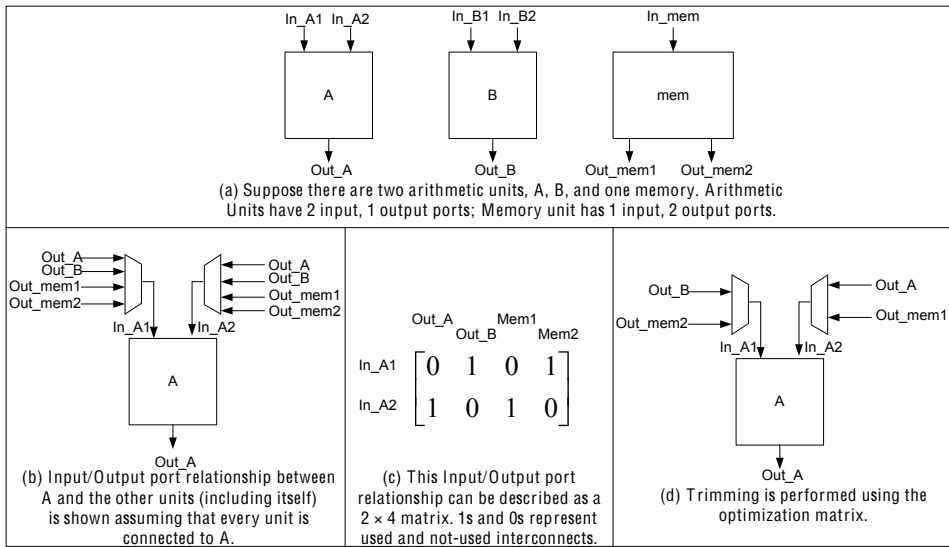 In_A1 In_A2 In_B1 In_B2 In_mem
A B mem
Out_A Out_B Out_mem1 Out_mem2
(a) Suppose there are two arithmetic units, A, B, and one memory. Arithmetic
Units have 2 input, 1 output ports; Memory unit has 1 input, 2 output ports.
Out_A
Out_B
Out_mem1
Out_mem2
Out_A
Out_B
Out_mem1
Out_mem2
In_A1 In_A2
A
Out_A
(b) Input/Output port relationship between
A and the other units (including itself)
is shown assuming that every unit is
connected to A.
Out_A Mem1
Out_B Mem2
In_A1 0 1 0 1
In_A2 1 0 1 0
(c) This Input/Output port
relationship can be described as a
2 × 4 matrix. 1s and 0s represent
used and not-used interconnects.
Out_B
Out_mem2
Out_A
Out_mem1
In_A1 In_A2
A
Out_A
(d) Trimming is performed using the
optimization matrix.